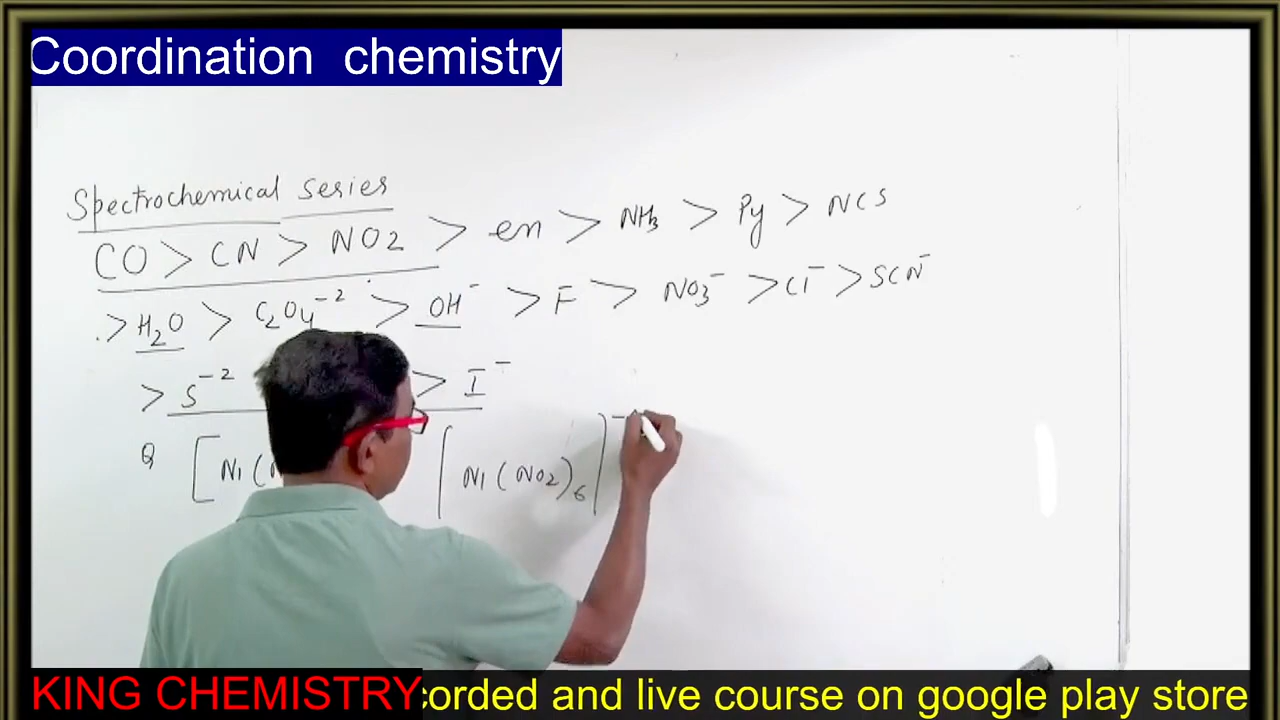 Coordination chemistry
Spectrochemical series
CO > CN > NO2 > en > NH3 > Py > NCS
. > H2O > C2O4-2 > OH- > F > NO3- > Cl- > SCN-
> S-2 > I-
Q [Ni ( [Ni (NO2)6]-
KING CHEMISTRY corded and live course on google play store